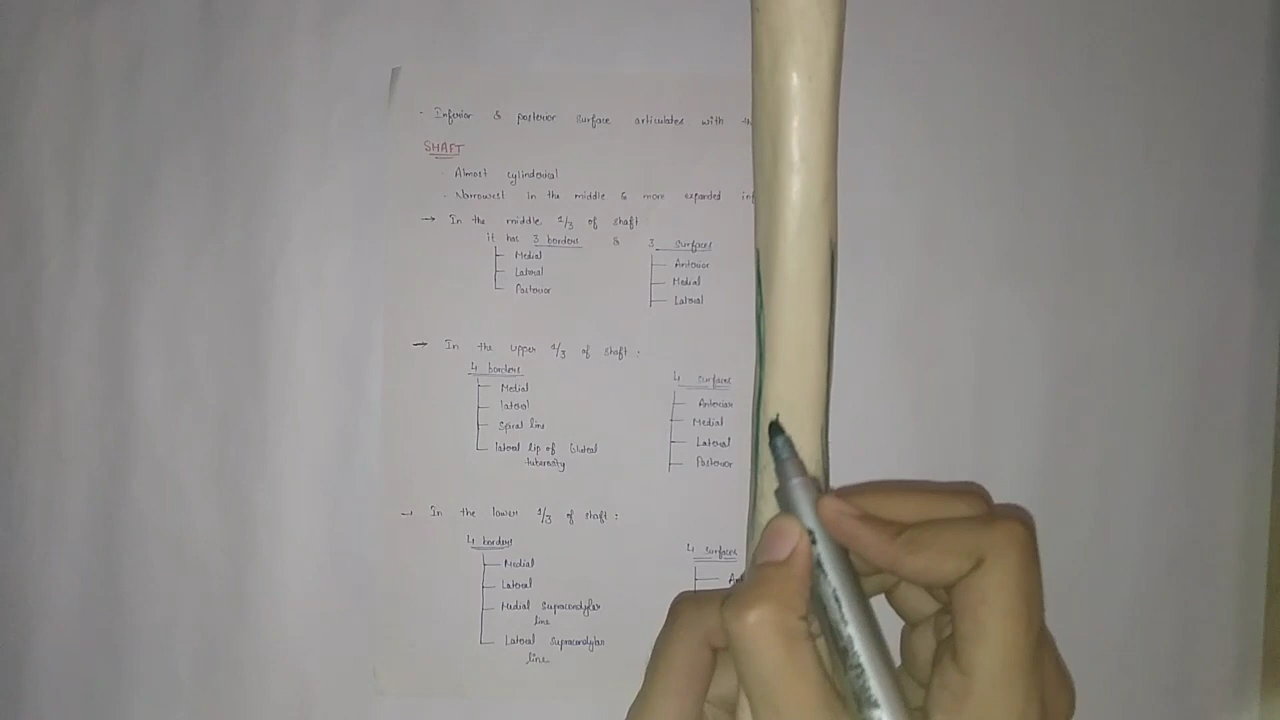 - Inferior & posterior surface articulates with
SHAFT
- Almost cylinderical
- Narrowest in the middle & more expanded inf
→ In the middle 1/3 of shaft
it has 3 borders & 3 surfaces
Medial
Lateral
Posterior
Anterior
Medial
Lateral
→ In the upper 1/3 of shaft :
4 borders
Medial
lateral
Spiral line
lateral lip of Gluteal
tuberosity
4 surfaces
Anterior
Medial
Lateral
Posterior
→ In the lower 1/3 of shaft :
4 borders
Medial
Lateral
Medial Supracondylar
line
Lateral Supracondylar
line
4 surfaces